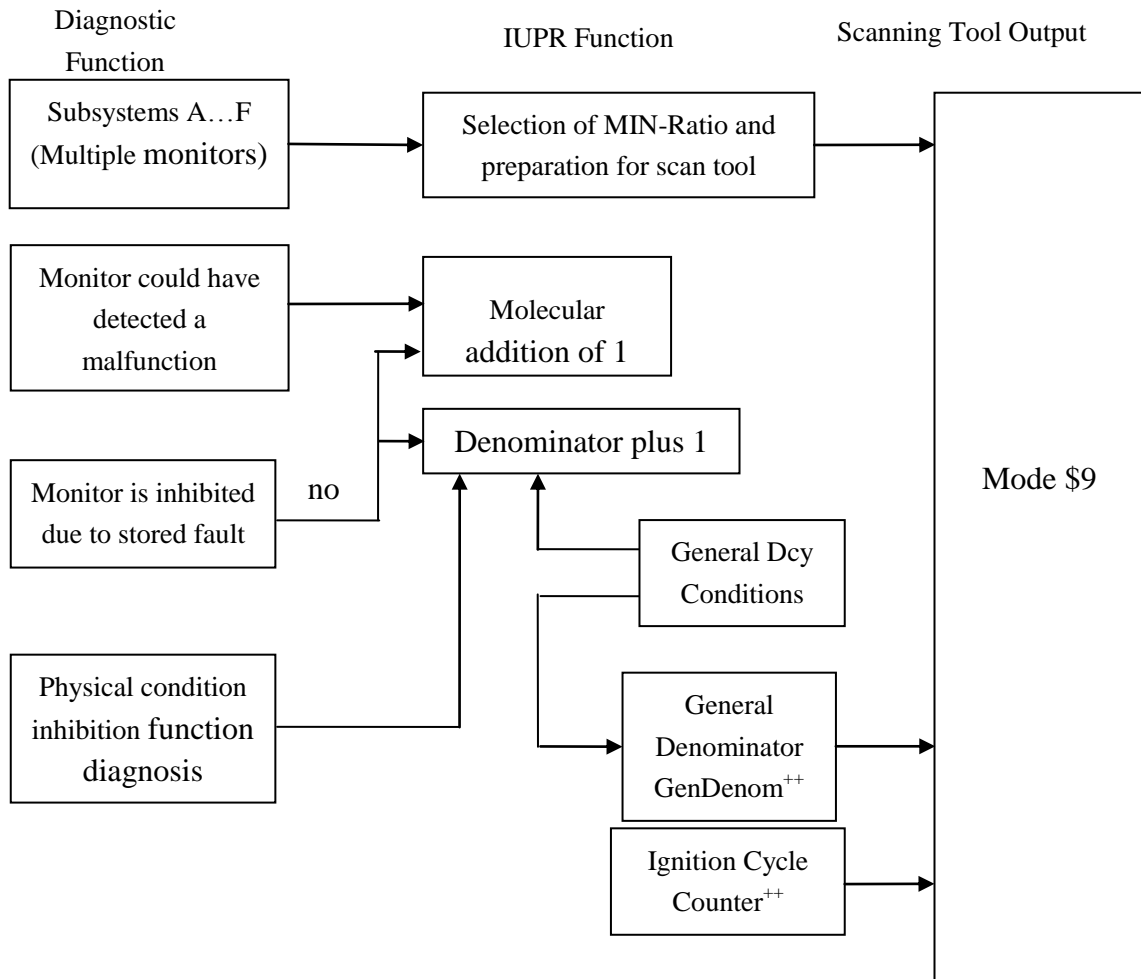 Diagnostic
Function
IUPR Function
Scanning Tool Output
Subsystems A…F
(Multiple monitors)
Selection of MIN-Ratio and
preparation for scan tool
Monitor could have
detected a
malfunction
Molecular
addition of 1
Denominator plus 1
Monitor is inhibited
due to stored fault
no
Mode $9
General Dcy
Conditions
Physical condition
inhibition function
diagnosis
General
Denominator
GenDenom++
Ignition Cycle
Counter++